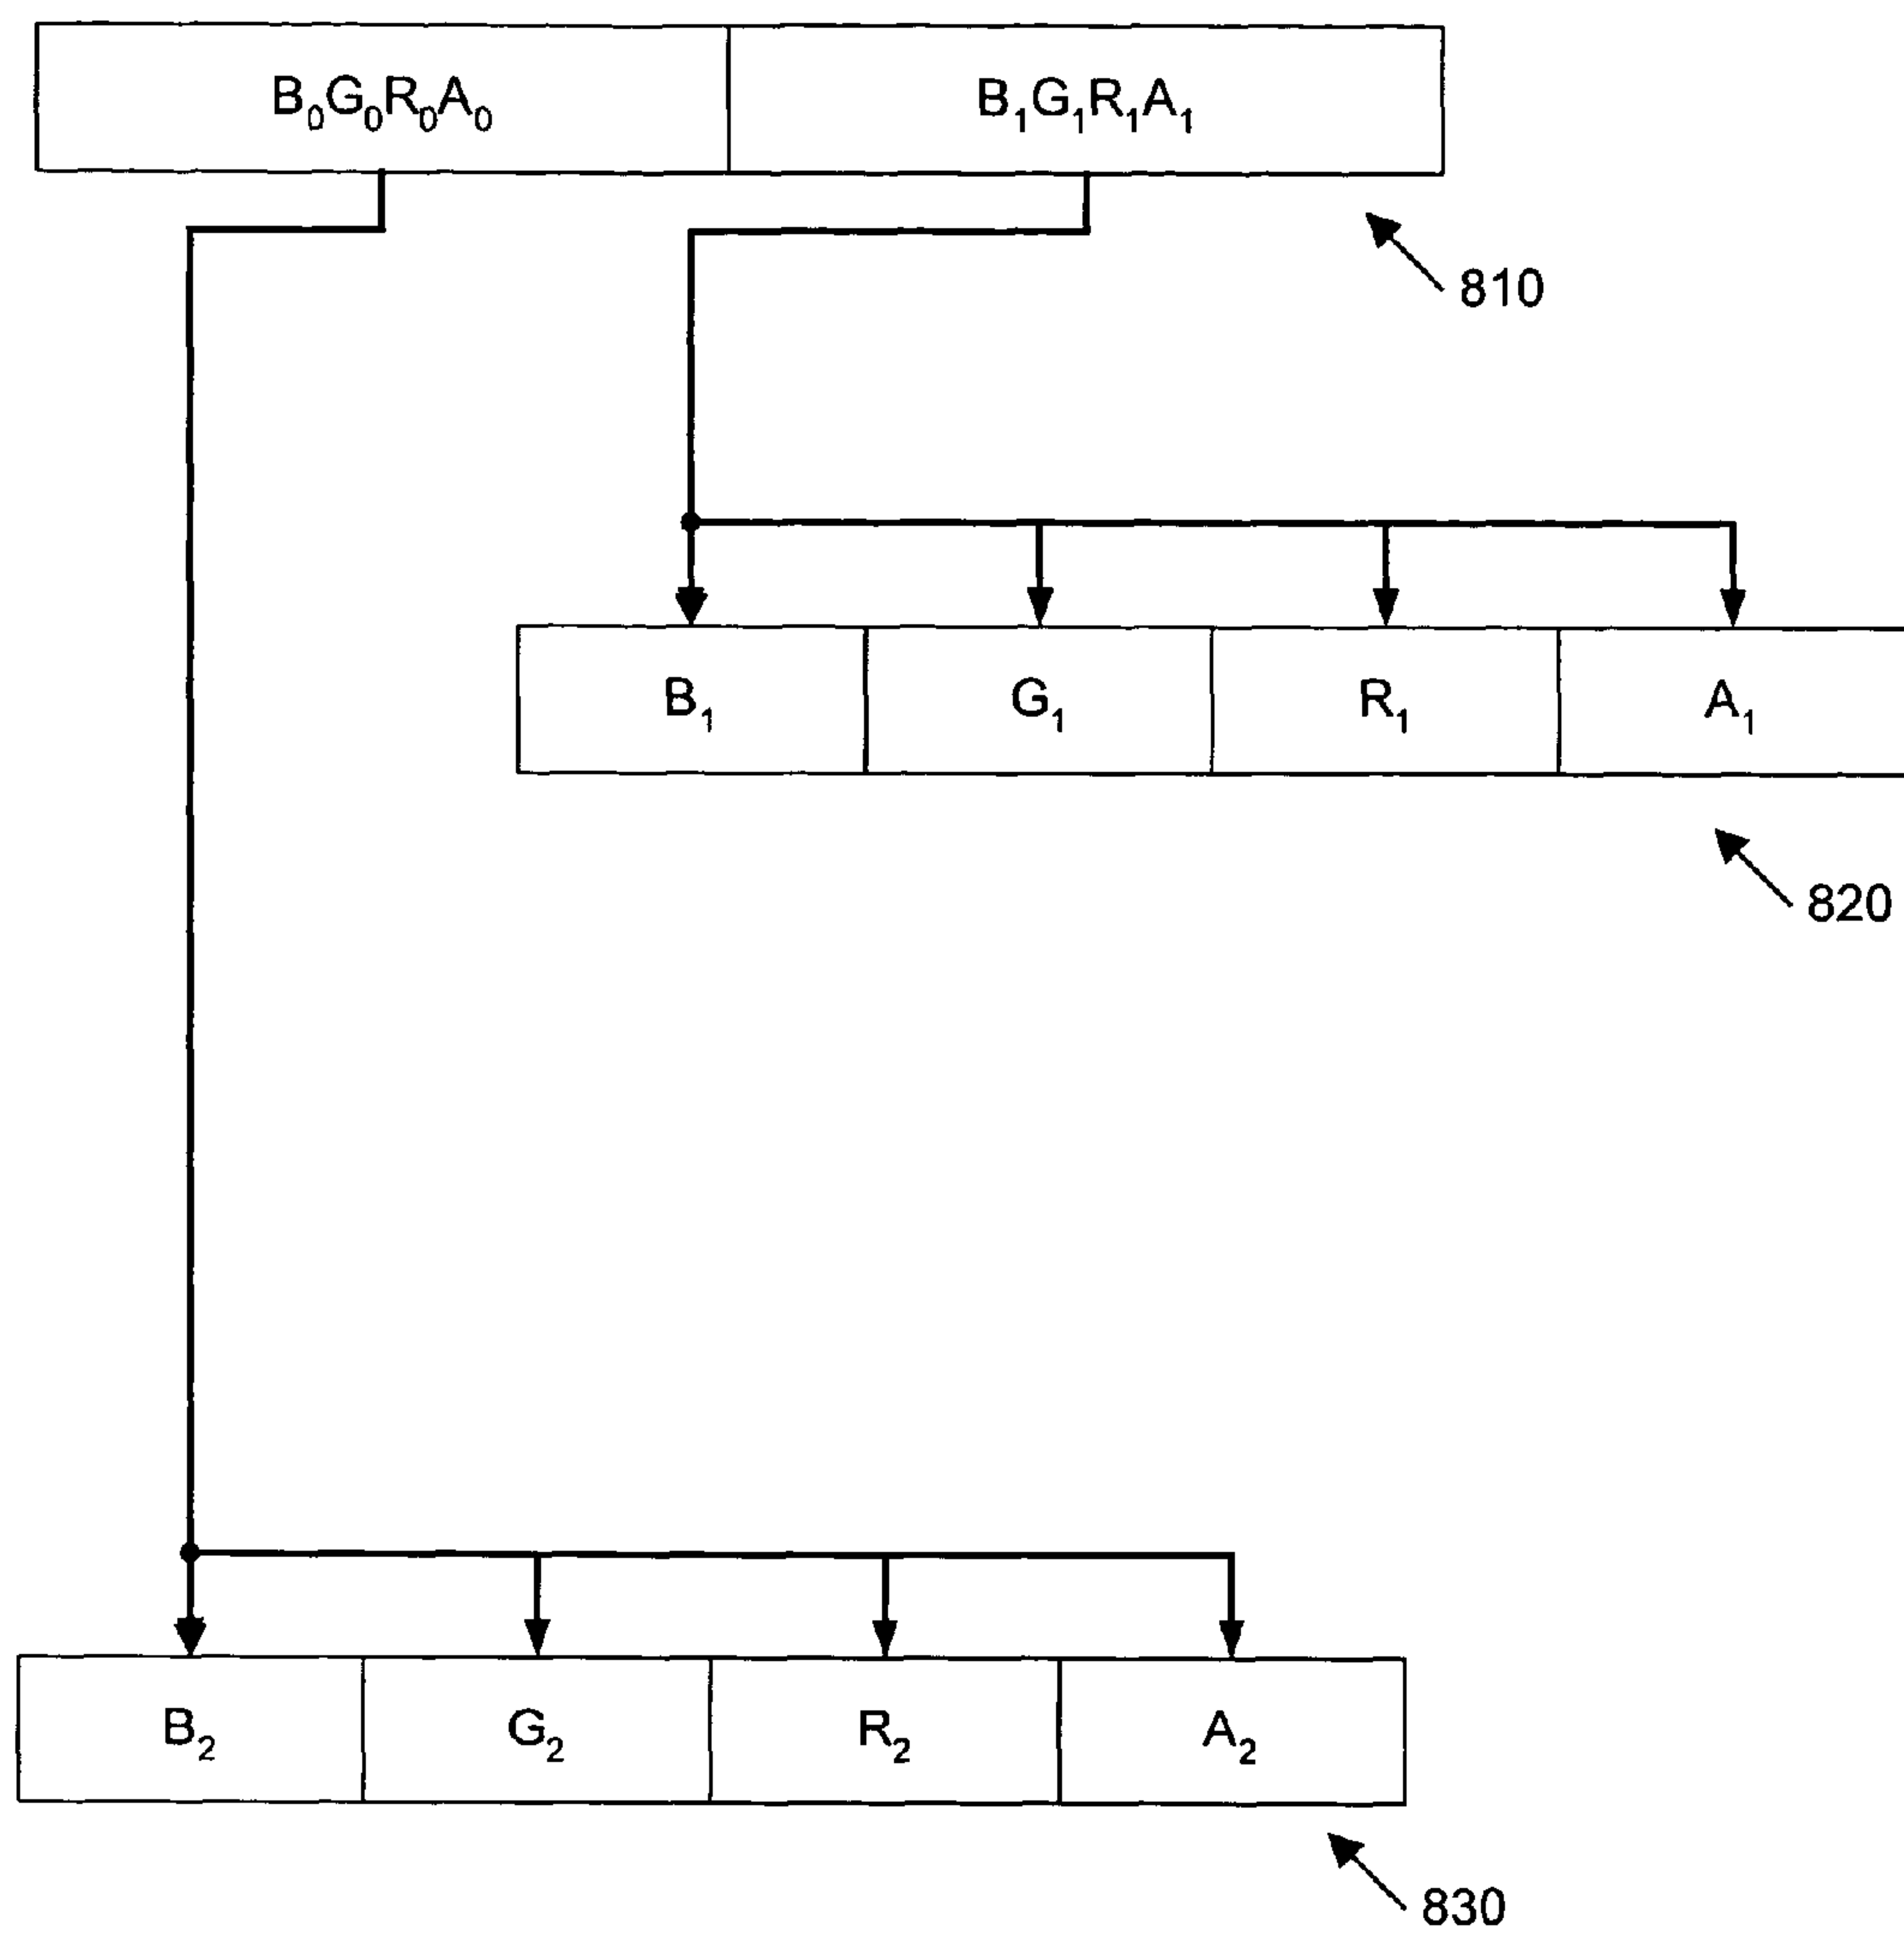 B₀G₀R₀A₀ B₁G₁R₁A₁
810
B₁ G₁ R₁ A₁
820
B₂ G₂ R₂ A₂
830